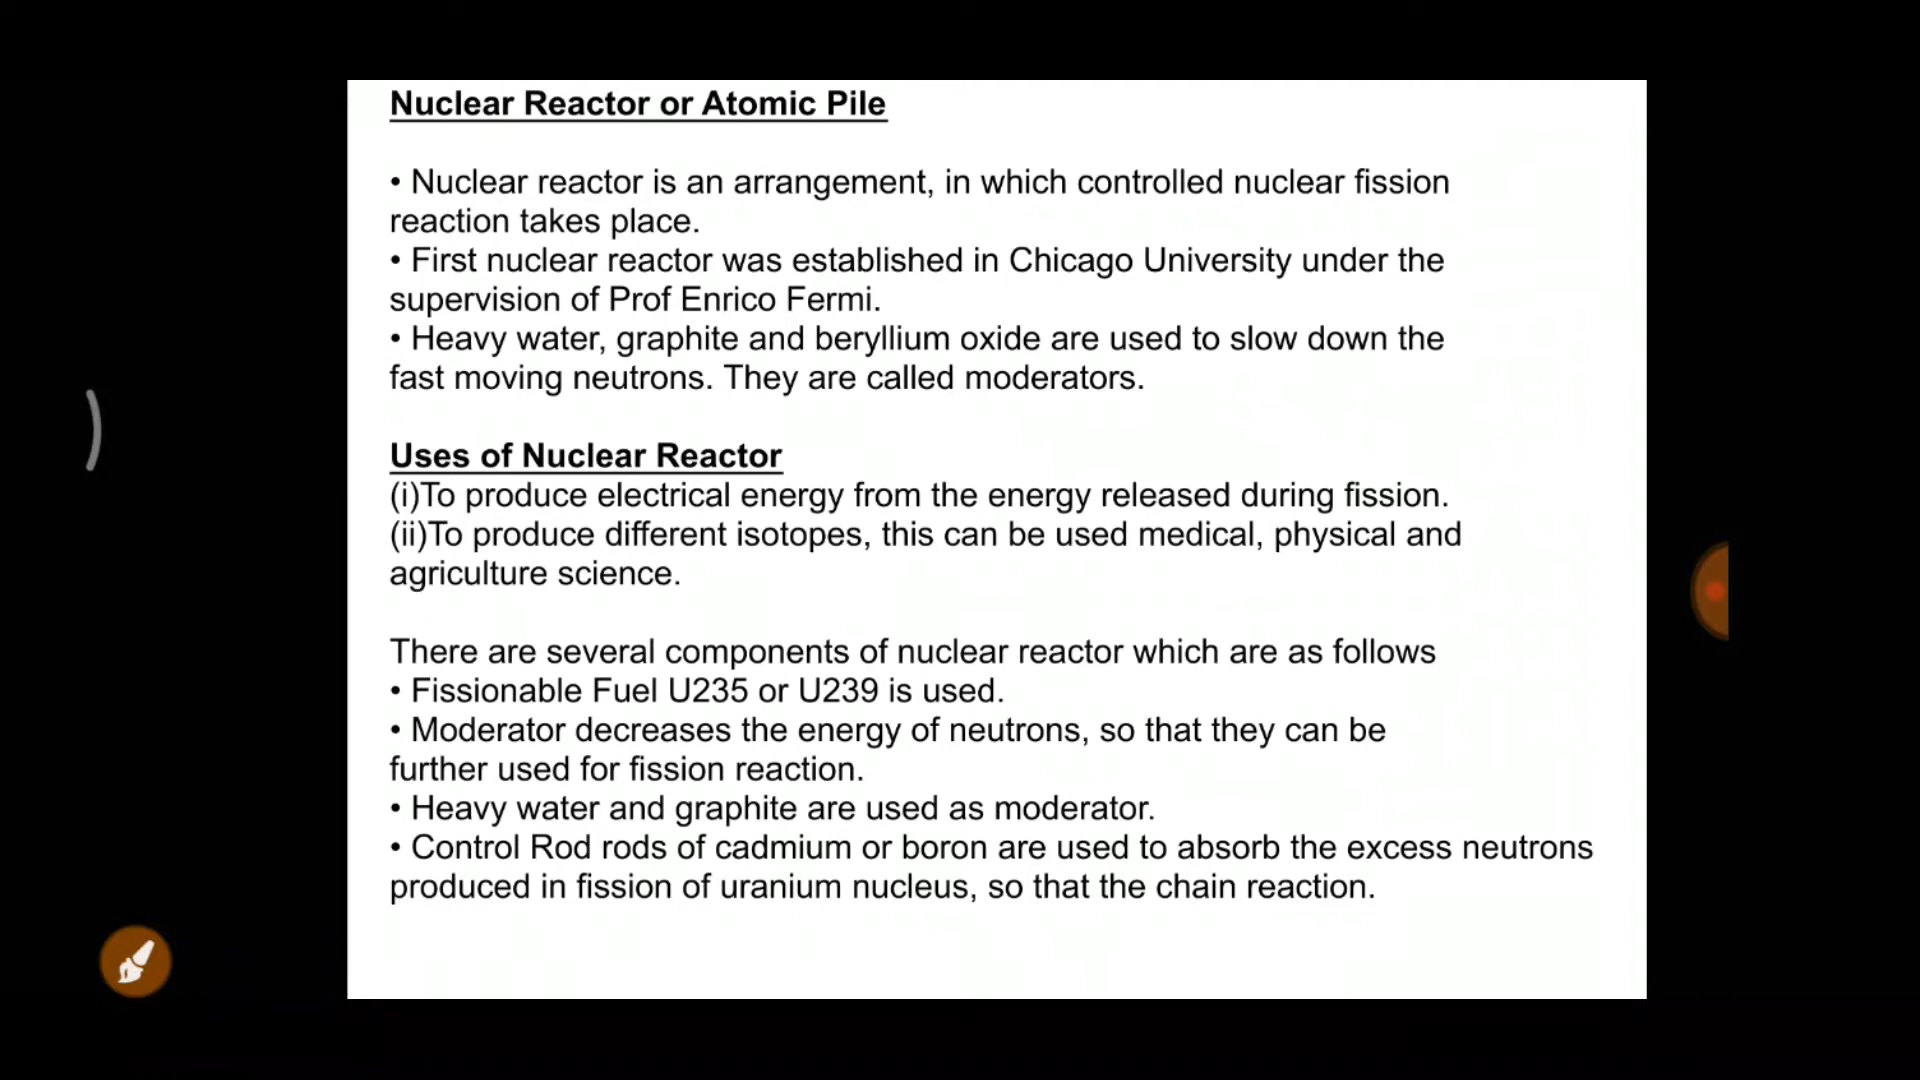 Nuclear Reactor or Atomic Pile
• Nuclear reactor is an arrangement, in which controlled nuclear fission
reaction takes place.
• First nuclear reactor was established in Chicago University under the
supervision of Prof Enrico Fermi.
• Heavy water, graphite and beryllium oxide are used to slow down the
fast moving neutrons. They are called moderators.
Uses of Nuclear Reactor
(i)To produce electrical energy from the energy released during fission.
(ii)To produce different isotopes, this can be used medical, physical and
agriculture science.
There are several components of nuclear reactor which are as follows
• Fissionable Fuel U235 or U239 is used.
• Moderator decreases the energy of neutrons, so that they can be
further used for fission reaction.
• Heavy water and graphite are used as moderator.
• Control Rod rods of cadmium or boron are used to absorb the excess neutrons
produced in fission of uranium nucleus, so that the chain reaction.